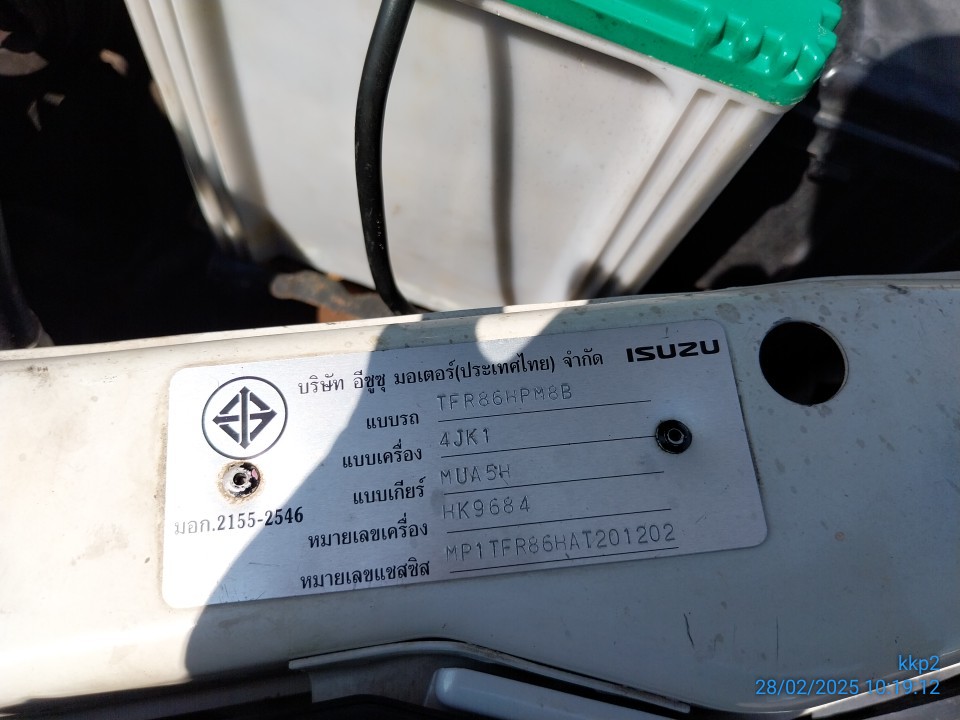 บริษัท อีซูซุ มอเตอร์(ประเทศไทย) จำกัด ISUZU
แบบรถ TFR86HPM8B
แบบเครื่อง 4JK1
แบบเกียร์ MUA5H
มอก.2155-2546
หมายเลขเครื่อง HK9684
หมายเลขแชสซิส MP1TFR86HAT201202
kkp2
28/02/2025 10:19.12